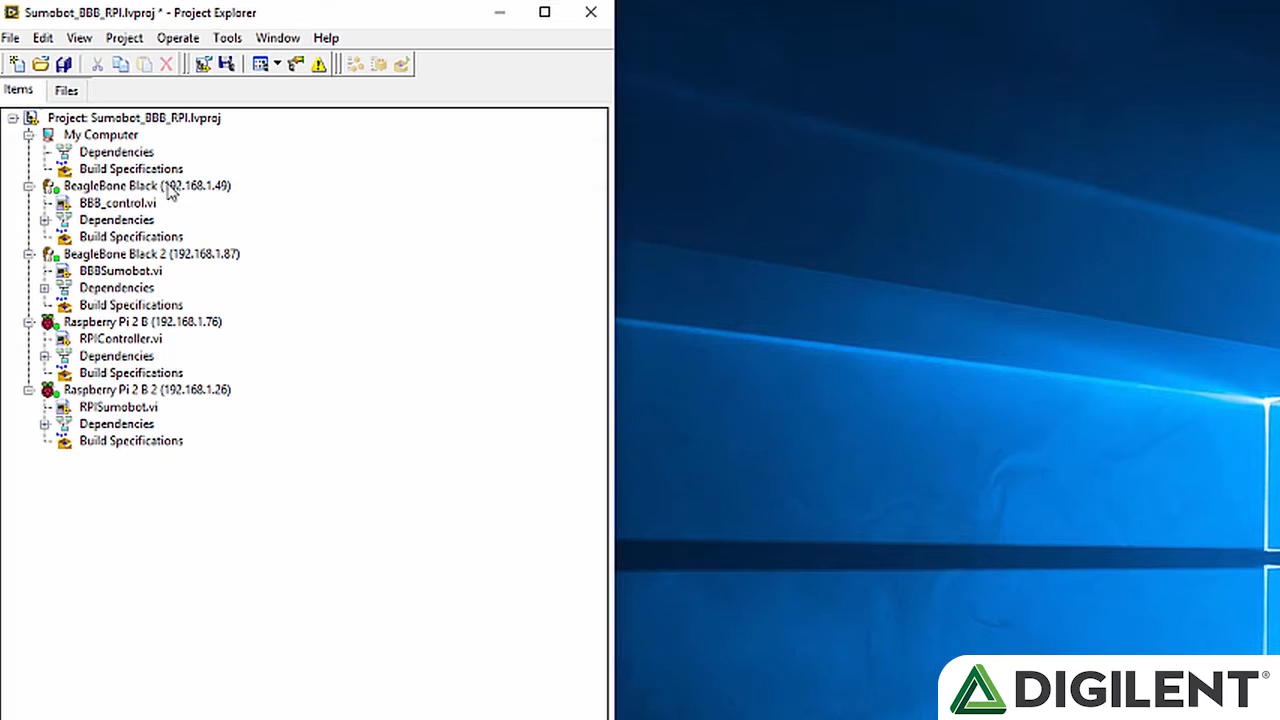 Sumobot_BBB_RPI.lvproj * - Project Explorer
File Edit View Project Operate Tools Window Help
Items Files
Project: Sumobot_BBB_RPI.lvproj
My Computer
Dependencies
Build Specifications
BeagleBone Black (192.168.1.49)
BBB_control.vi
Dependencies
Build Specifications
BeagleBone Black 2 (192.168.1.87)
BBBSumobot.vi
Dependencies
Build Specifications
Raspberry Pi 2 B (192.168.1.76)
RPIController.vi
Dependencies
Build Specifications
Raspberry Pi 2 B 2 (192.168.1.26)
RPISumobot.vi
Dependencies
Build Specifications
DIGILENT®